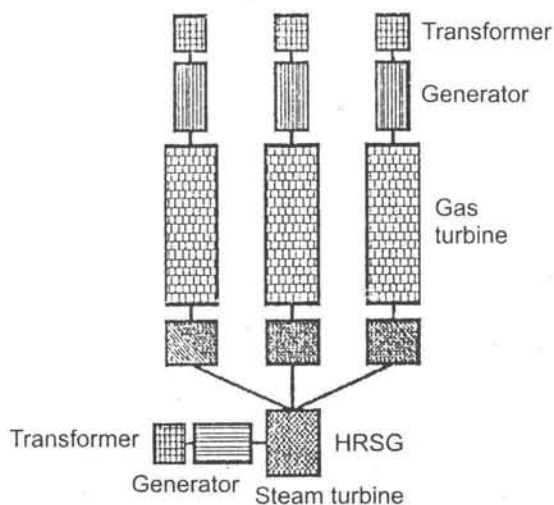 Transformer
Generator
Gas
turbine
Transformer
HRSG
Generator
Steam turbine